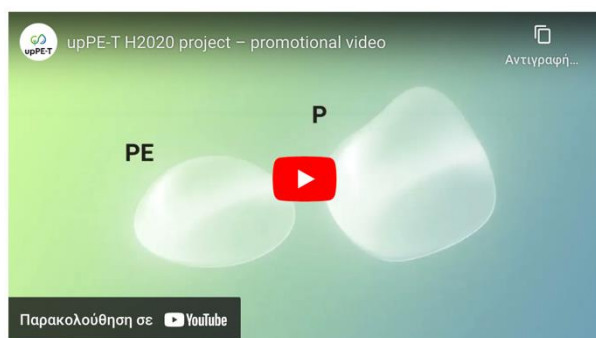 upPE-T H2020 project – promotional video
upPE-T
Αντιγραφή...
P
PE
Παρακολούθηση σε YouTube